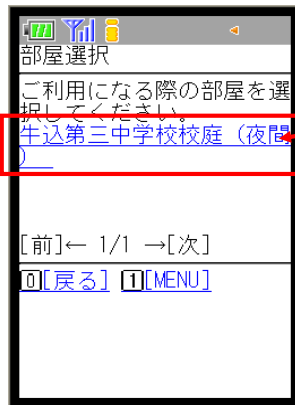 部屋選択
ご利用になる際の部屋を選
択してください。
牛込第三中学校校庭（夜間
）
[前]← 1/1 →[次]
0[戻る] 1[MENU]